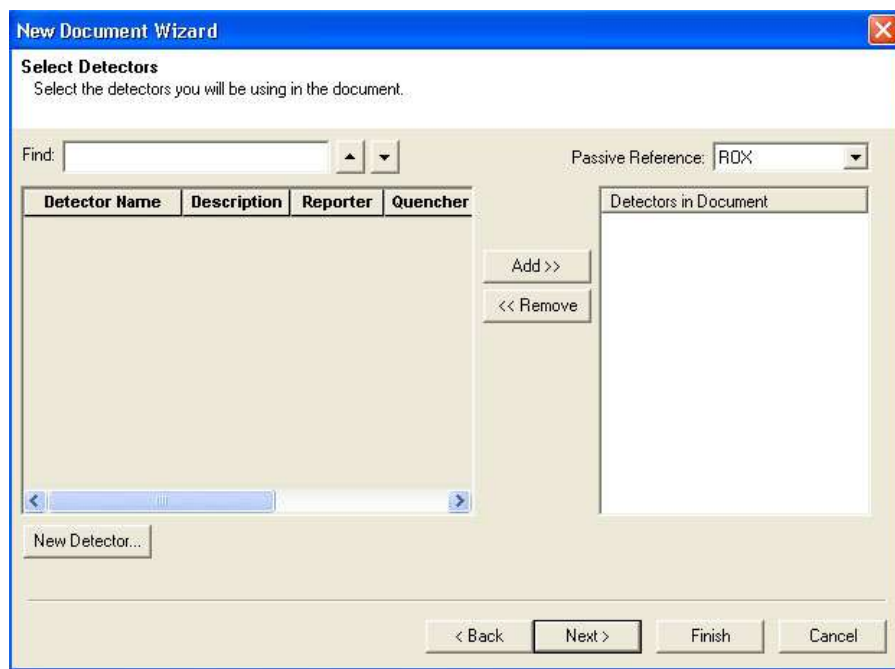 New Document Wizard
Select Detectors
Select the detectors you will be using in the document.
Find:
Passive Reference: ROX
Detector Name Description Reporter Quencher
Detectors in Document
Add >>
<< Remove
New Detector...
< Back Next > Finish Cancel